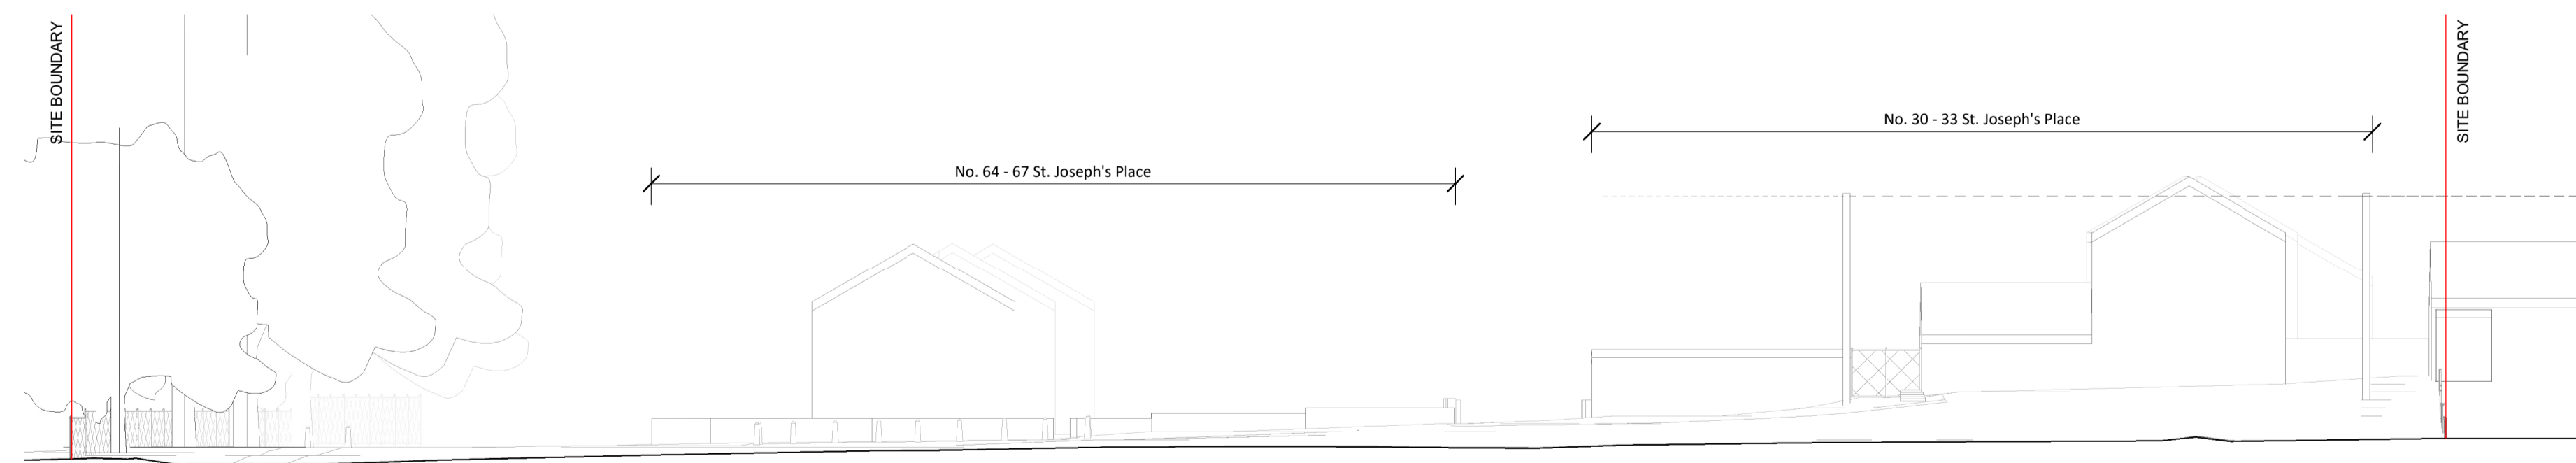 SITE BOUNDARY
No. 64 - 67 St. Joseph's Place
No. 30 - 33 St. Joseph's Place
SITE BOUNDARY